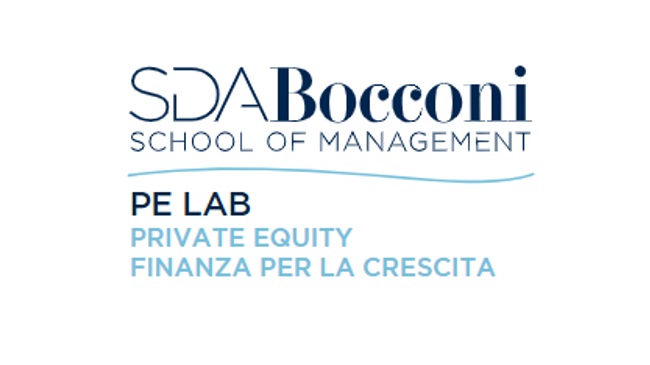 SDABocconi
SCHOOL OF MANAGEMENT
PE LAB
PRIVATE EQUITY
FINANZA PER LA CRESCITA